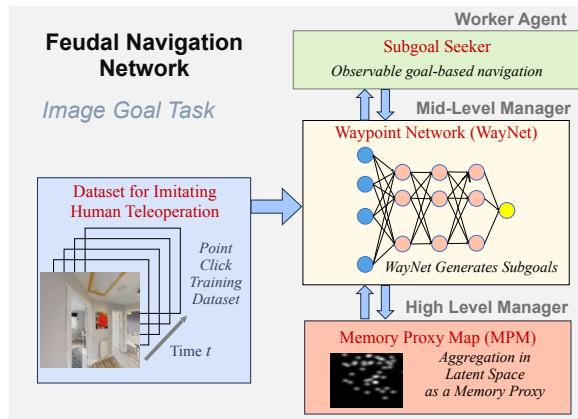 Feudal Navigation
Network
Image Goal Task
Worker Agent
Subgoal Seeker
Observable goal-based navigation
Mid-Level Manager
Waypoint Network (WayNet)
WayNet Generates Subgoals
Dataset for Imitating
Human Teleoperation
Point
Click
Training
Dataset
Time t
High Level Manager
Memory Proxy Map (MPM)
Aggregation in
Latent Space
as a Memory Proxy